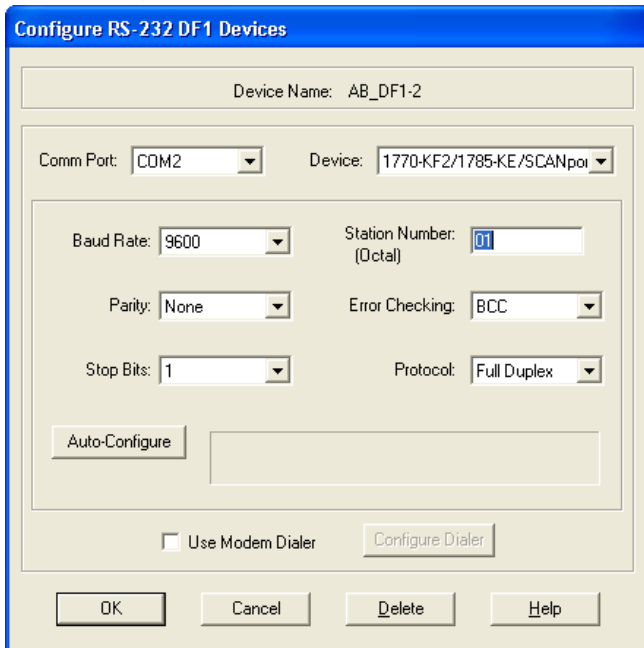 Configure RS-232 DF1 Devices
Device Name: AB_DF1-2
Comm Port: COM2 Device: 1770-KF2/1785-KE/SCANpor
Baud Rate: 9600 Station Number: 01
(Octal)
Parity: None Error Checking: BCC
Stop Bits: 1 Protocol: Full Duplex
Auto-Configure
Use Modem Dialer Configure Dialer
OK Cancel Delete Help